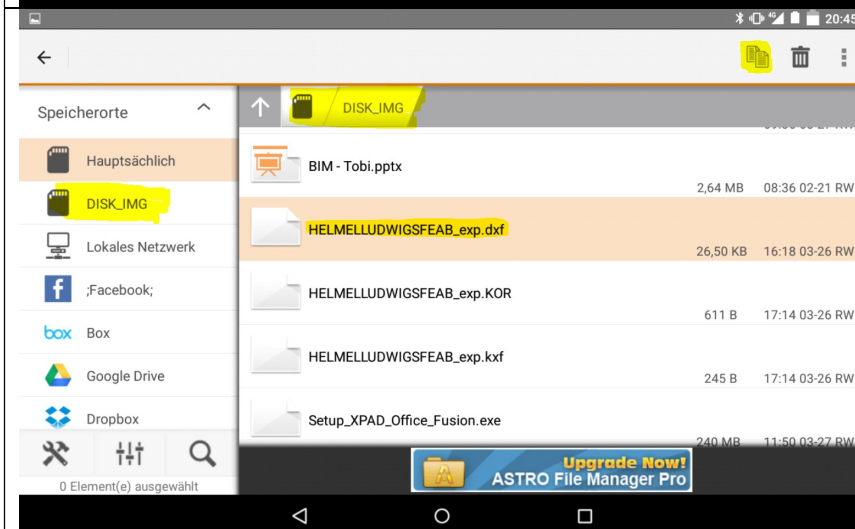 20:45
Speicherorte
DISK_IMG
Hauptsächlich
BIM - Tobi.pptx
2,64 MB 08:36 02-21 RW
DISK_IMG
HELMELLUDWIGSFEAB_exp.dxf
26,50 KB 16:18 03-26 RW
Lokales Netzwerk
;Facebook;
HELMELLUDWIGSFEAB_exp.KOR
611 B 17:14 03-26 RW
box Box
HELMELLUDWIGSFEAB_exp.kxf
Google Drive
245 B 17:14 03-26 RW
Dropbox
Setup_XPAD_Office_Fusion.exe
240 MB 11:50 03-27 RW
Upgrade Now!
ASTRO File Manager Pro
0 Element(e) ausgewählt